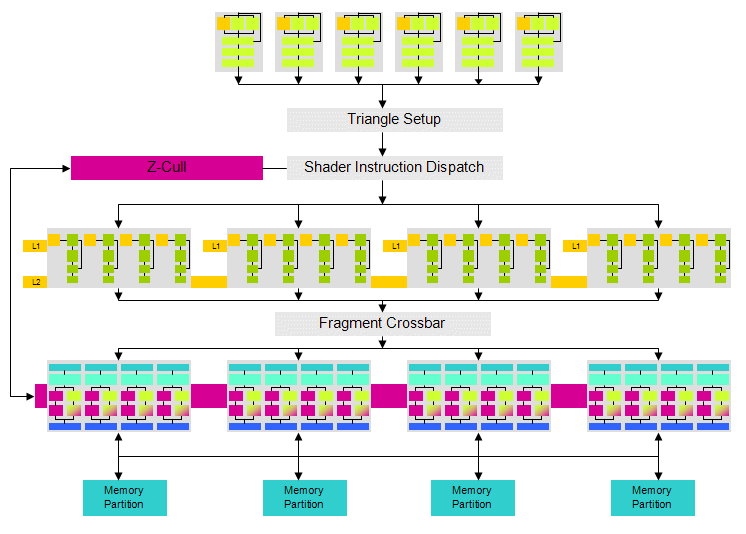 Triangle Setup
Z-Cull
Shader Instruction Dispatch
L1
L1
L1
L2
Fragment Crossbar
Memory
Partition
Memory
Partition
Memory
Partition
Memory
Partition